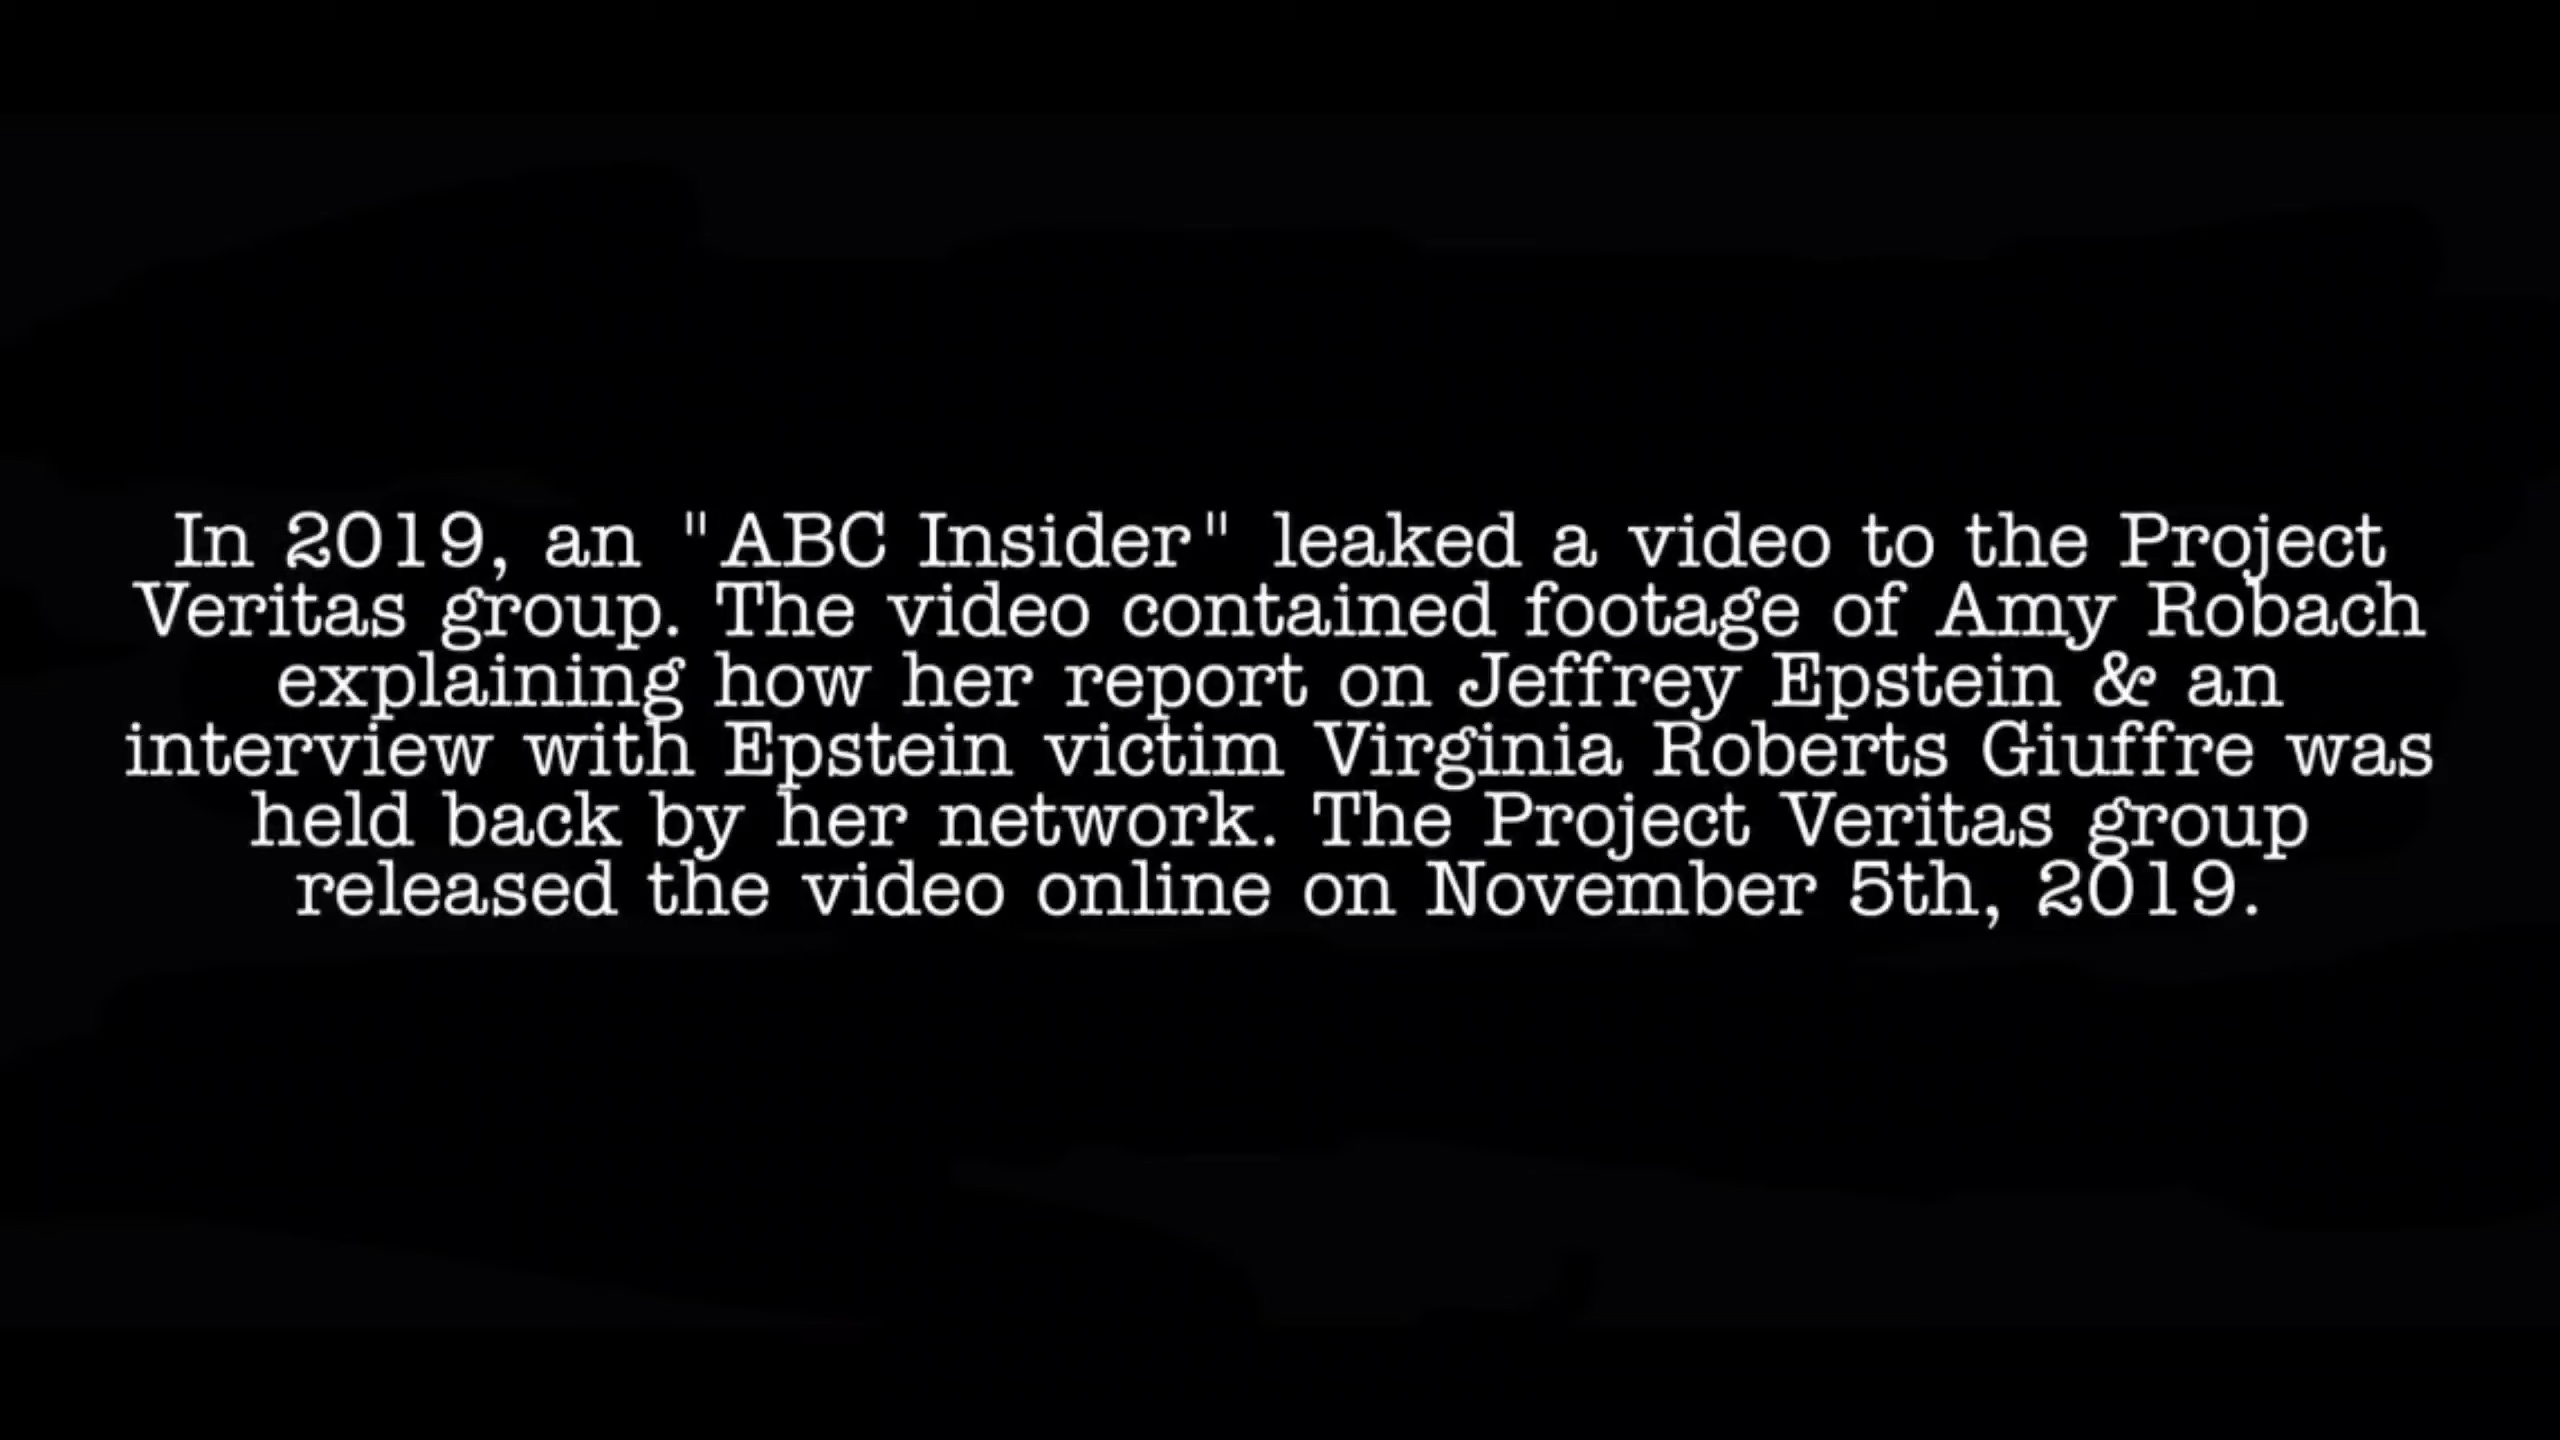 In 2019, an "ABC Insider" leaked a video to the Project
Veritas group. The video contained footage of Amy Robach
explaining how her report on Jeffrey Epstein & an
interview with Epstein victim Virginia Roberts Giuffre was
held back by her network. The Project Veritas group
released the video online on November 5th, 2019.